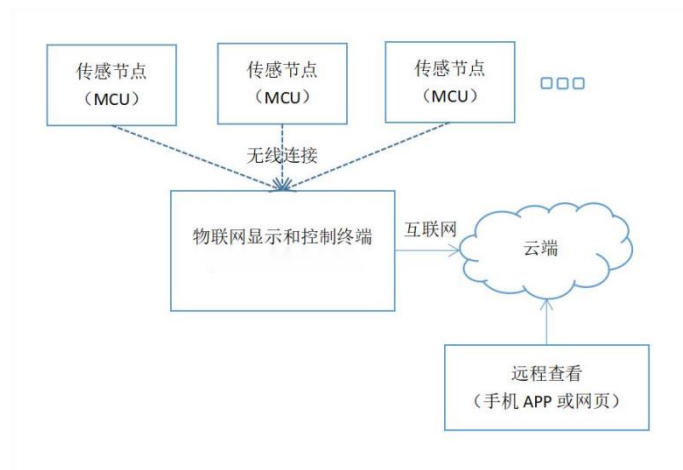 传感节点
（MCU）
传感节点
（MCU）
传感节点
（MCU）
无线连接
物联网显示和控制终端
互联网
云端
远程查看
（手机 APP 或网页）